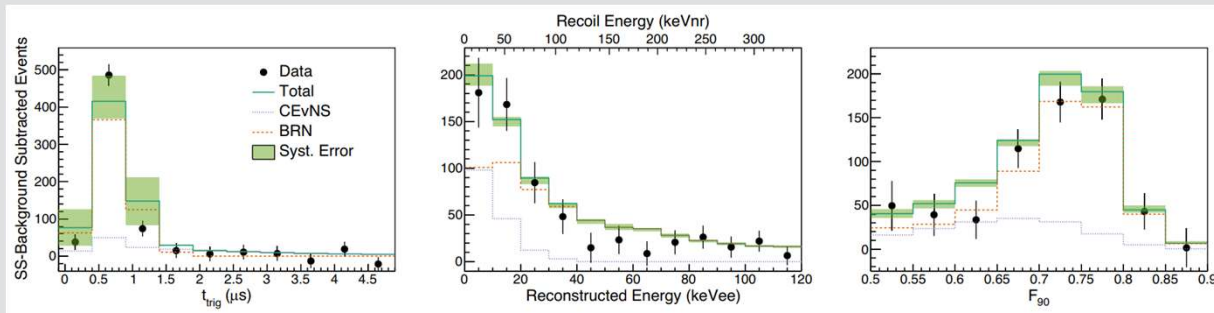 SS-Background Subtracted Events
500
400
300
200
100
0
Data
Total
CEvNS
BRN
Syst. Error
0 0.5 1 1.5 2 2.5 3 3.5 4 4.5
t_trig (μs)
Recoil Energy (keVnr)
0 50 100 150 200 250 300
200
150
100
50
0
0 20 40 60 80 100 120
Reconstructed Energy (keVee)
200
150
100
50
0
0.5 0.55 0.6 0.65 0.7 0.75 0.8 0.85 0.9
F_90